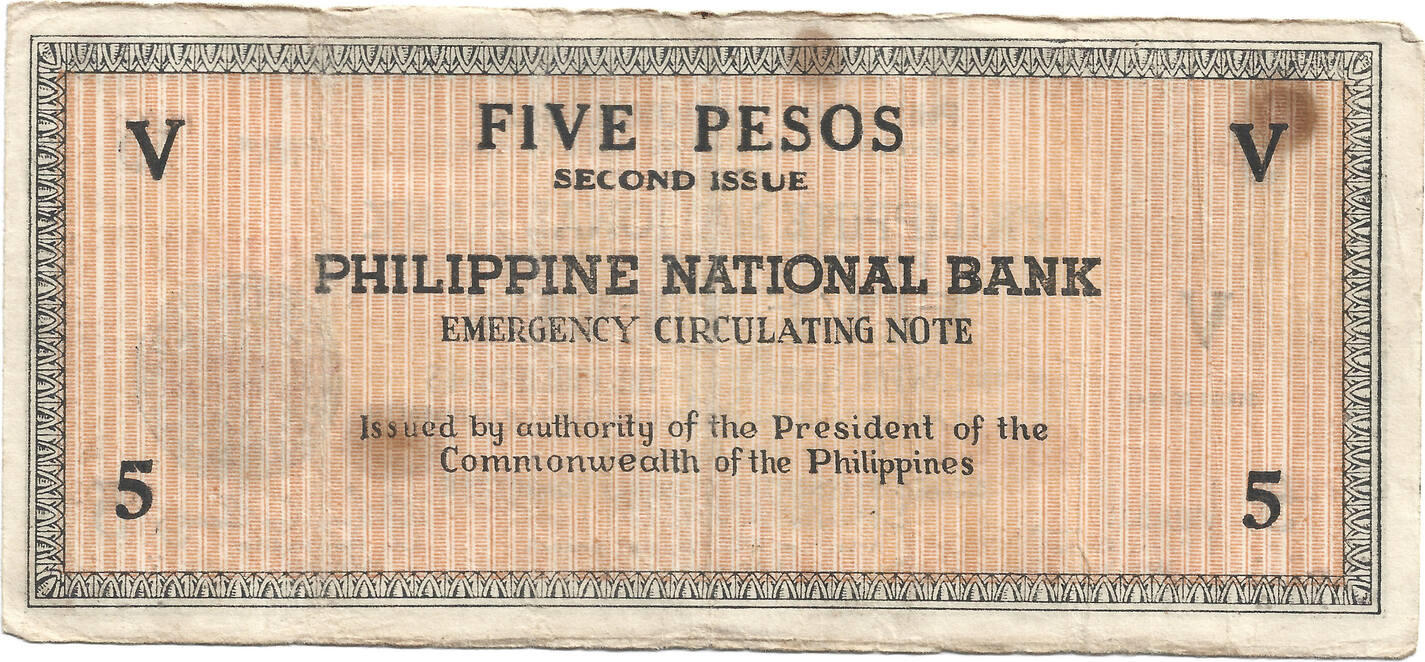 FIVE PESOS
V V
SECOND ISSUE
PHILIPPINE NATIONAL BANK
EMERGENCY CIRCULATING NOTE
Issued by authority of the President of the
Commonwealth of the Philippines
5 5